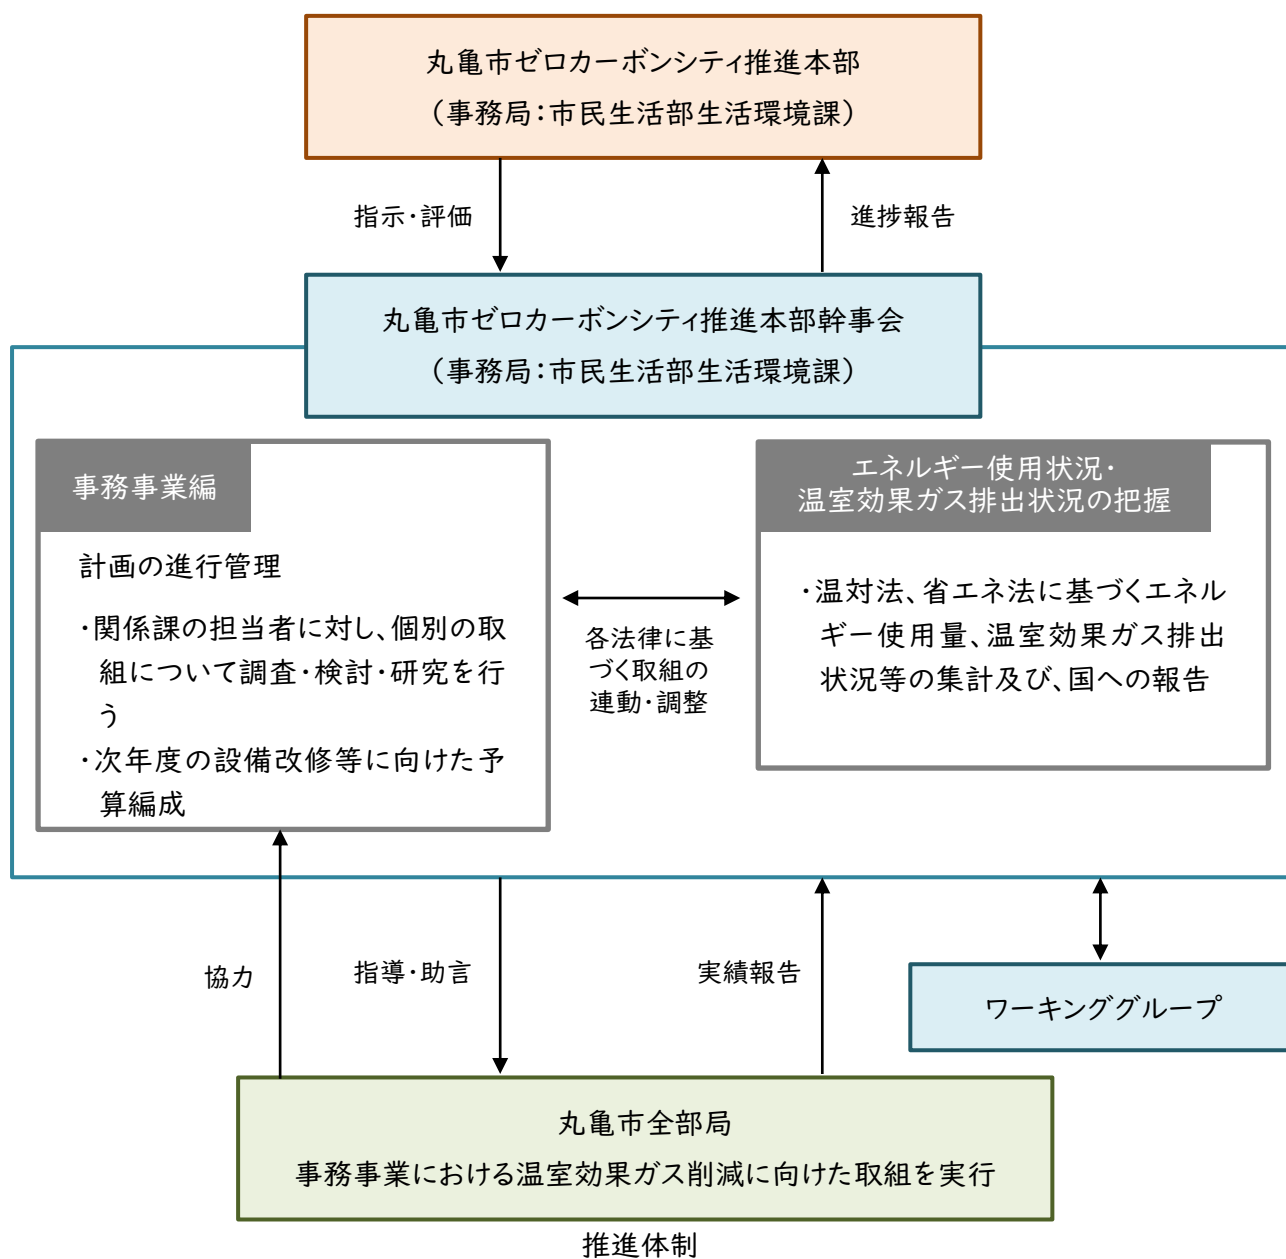 丸亀市ゼロカーボンシティ推進本部
（事務局：市民生活部生活環境課）
指示・評価
進捗報告
丸亀市ゼロカーボンシティ推進本部幹事会
（事務局：市民生活部生活環境課）
事務事業編
計画の進行管理
・関係課の担当者に対し、個別の取
組について調査・検討・研究を行
う
・次年度の設備改修等に向けた予
算編成
各法律に基
づく取組の
連動・調整
エネルギー使用状況・
温室効果ガス排出状況の把握
・温対法、省エネ法に基づくエネル
ギー使用量、温室効果ガス排出
状況等の集計及び、国への報告
協力
指導・助言
実績報告
ワーキンググループ
丸亀市全部局
事務事業における温室効果ガス削減に向けた取組を実行
推進体制